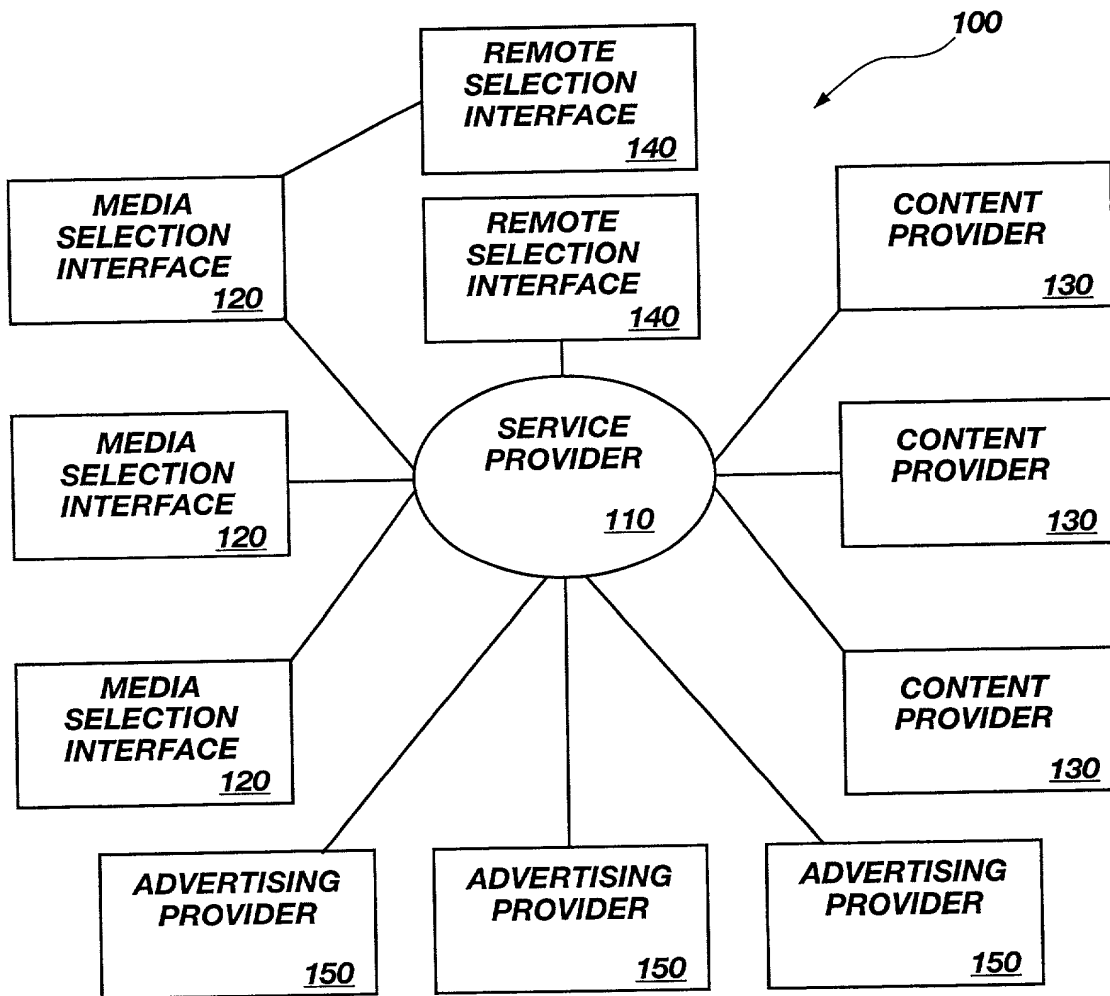 100
REMOTE
SELECTION
INTERFACE
140
MEDIA
SELECTION
INTERFACE
120
REMOTE
SELECTION
INTERFACE
140
CONTENT
PROVIDER
130
MEDIA
SELECTION
INTERFACE
120
SERVICE
PROVIDER
110
CONTENT
PROVIDER
130
MEDIA
SELECTION
INTERFACE
120
CONTENT
PROVIDER
130
ADVERTISING
PROVIDER
150
ADVERTISING
PROVIDER
150
ADVERTISING
PROVIDER
150